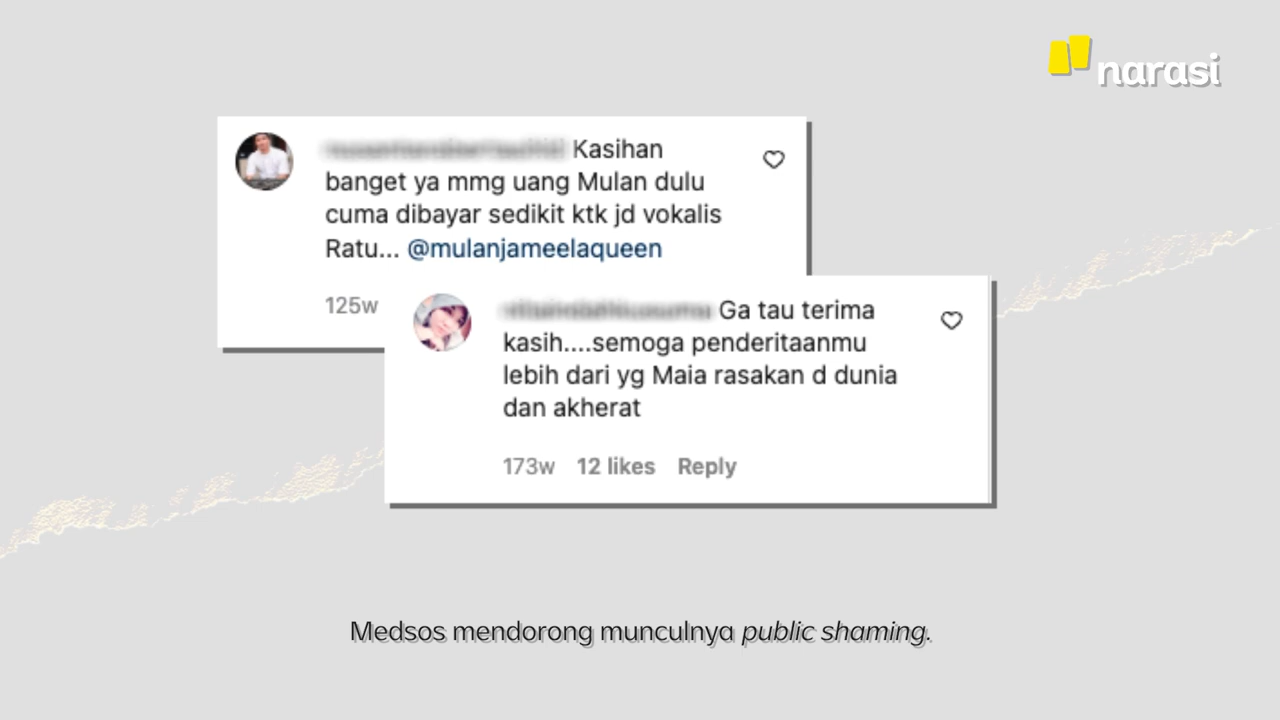 narasi
Kasihan
banget ya mmg uang Mulan dulu
cuma dibayar sedikit ktk jd vokalis
Ratu... @mulanjameelaqueen
125w
Ga tau terima
kasih....semoga penderitaanmu
lebih dari yg Maia rasakan d dunia
dan akherat
173w 12 likes Reply
Medsos mendorong munculnya public shaming.